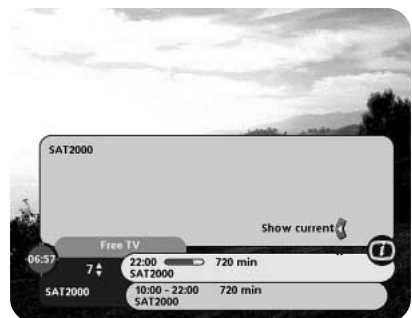 SAT2000
Show current
Free TV
06:57
7
22:00 720 min
SAT2000
i
SAT2000
10:00 - 22:00 720 min
SAT2000